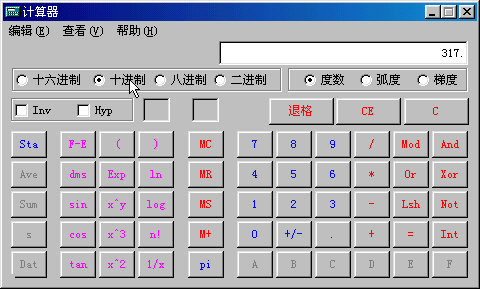 计算器
编辑(E) 查看(V) 帮助(H)
317.
十六进制 十进制 八进制 二进制 度数 弧度 梯度
Inv Hyp 退格 CE C
Sta F-E ( ) MC 7 8 9 / Mod And
Ave dms Exp ln MR 4 5 6 * Or Xor
Sum sin x^y log MS 1 2 3 - Lsh Not
s cos x^3 n! M+ 0 +/- . + = Int
Dat tan x^2 1/x pi A B C D E F